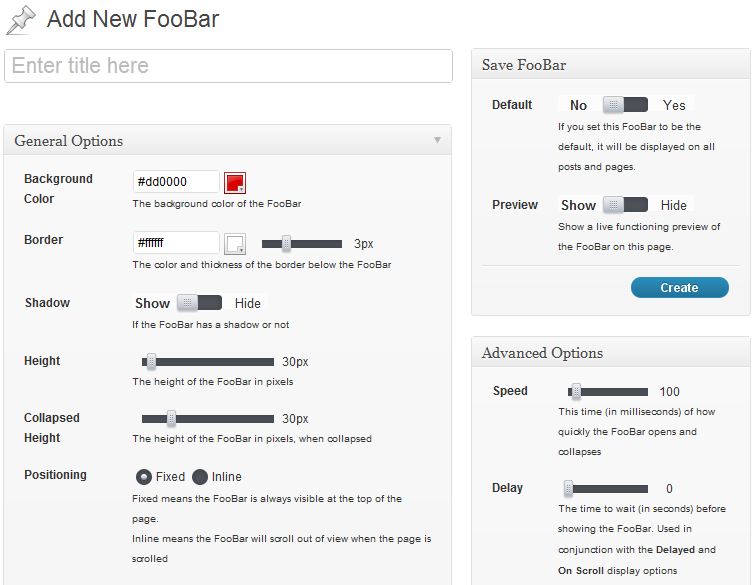 Add New FooBar
Enter title here
General Options
Background
Color
#dd0000
The background color of the FooBar
Border
#ffffff
3px
The color and thickness of the border below the FooBar
Shadow
Show
Hide
If the FooBar has a shadow or not
Height
30px
The height of the FooBar in pixels
Collapsed
Height
30px
The height of the FooBar in pixels, when collapsed
Positioning
Fixed
Inline
Fixed means the FooBar is always visible at the top of the
page.
Inline means the FooBar will scroll out of view when the page is
scrolled
Save FooBar
Default
No
Yes
If you set this FooBar to be the
default, it will be displayed on all
posts and pages.
Preview
Show
Hide
Show a live functioning preview of
the FooBar on this page.
Create
Advanced Options
Speed
100
This time (in milliseconds) of how
quickly the FooBar opens and
collapses
Delay
0
The time to wait (in seconds) before
showing the FooBar. Used in
conjunction with the Delayed and
On Scroll display options